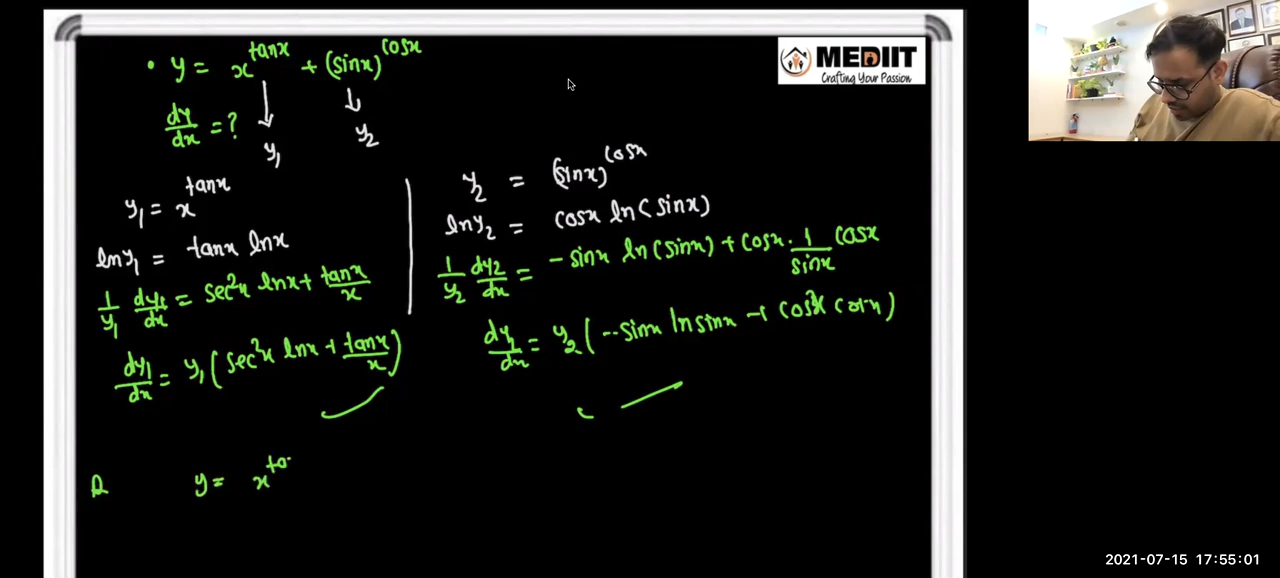 • y = x^tanx + (sinx)^cosx
dy/dx = ?
y₁
y₂
y₁ = x^tanx
ln y₁ = tanx lnx
1/y₁ dy₁/dx = sec²x lnx + tanx/x
dy₁/dx = y₁ (sec²x lnx + tanx/x)
y₂ = (sinx)^cosx
ln y₂ = cosx ln(sinx)
1/y₂ dy₂/dx = -sinx ln(sinx) + cosx · 1/sinx cosx
dy₂/dx = y₂ (-sinx ln sinx + cosx cotx)
y = x^ta
MEDIIT
Crafting Your Passion
2021-07-15 17:55:01